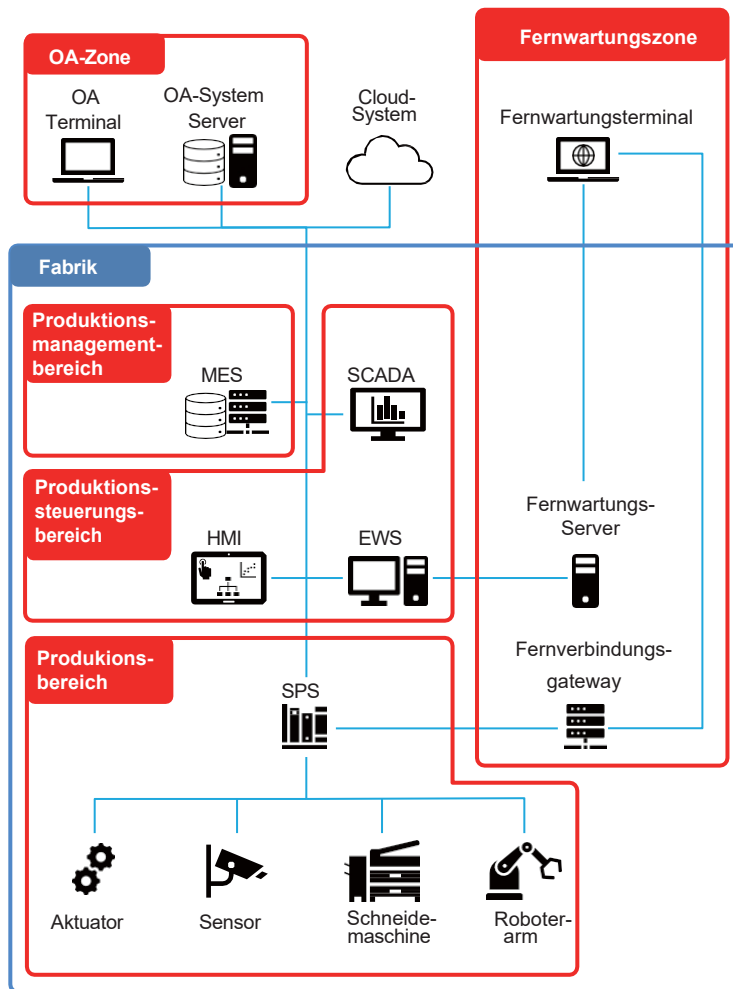 OA-Zone
OA
Terminal
OA-System
Server
Cloud-
System
Fernwartungszone
Fernwartungsterminal
Fabrik
Produktions-
management-
bereich
MES
SCADA
Produktions-
steuerungs-
bereich
HMI
EWS
Fernwartungs-
Server
Produkions-
bereich
SPS
Fernverbindungs-
gateway
Aktuator
Sensor
Schneide-
maschine
Roboter-
arm